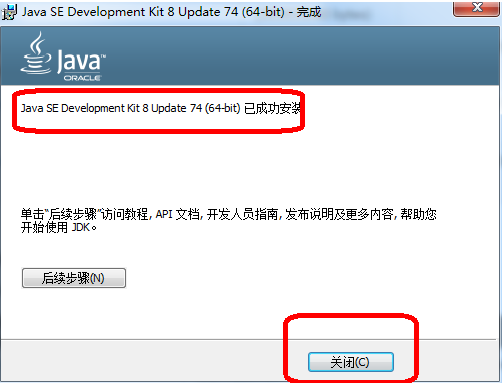 Java SE Development Kit 8 Update 74 (64-bit) - 完成
Java™
ORACLE
Java SE Development Kit 8 Update 74 (64-bit) 已成功安装
单击“后续步骤”访问教程, API 文档, 开发人员指南, 发布说明及更多内容, 帮助您
开始使用 JDK。
后续步骤(N)
关闭(C)